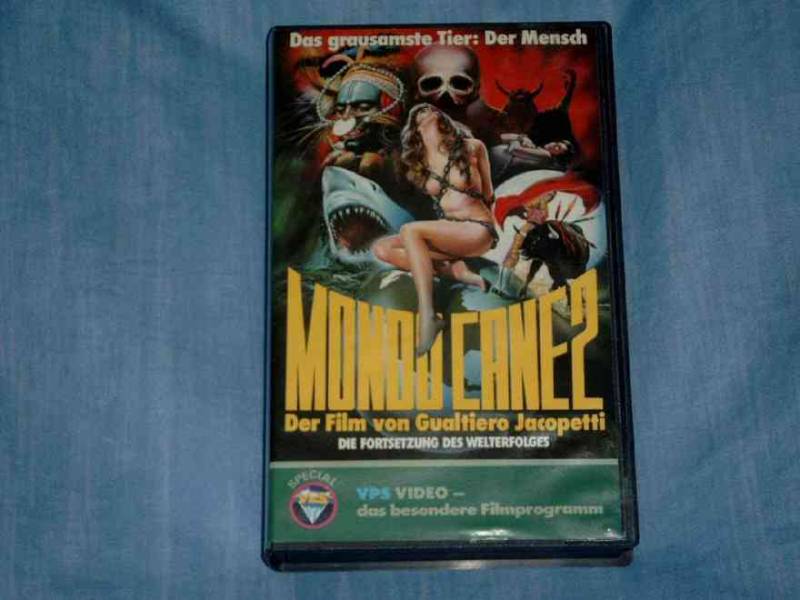 Das grausamste Tier: Der Mensch
MONDO CANE 2
Der Film von Gualtiero Jacopetti
DIE FORTSETZUNG DES WELTERFOLGES
SPECIAL
VPS
VPS VIDEO –
das besondere Filmprogramm